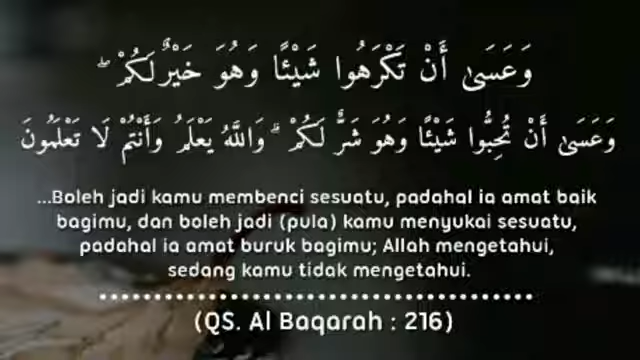 وَعَسَىٰ أَنْ تَكْرَهُوا شَيْئًا وَهُوَ خَيْرٌ لَكُمْ ۖ
وَعَسَىٰ أَنْ تُحِبُّوا شَيْئًا وَهُوَ شَرٌّ لَكُمْ ۗ وَاللَّهُ يَعْلَمُ وَأَنْتُمْ لَا تَعْلَمُونَ
...Boleh jadi kamu membenci sesuatu, padahal ia amat baik
bagimu, dan boleh jadi (pula) kamu menyukai sesuatu,
padahal ia amat buruk bagimu; Allah mengetahui,
sedang kamu tidak mengetahui.
(QS. Al Baqarah : 216)